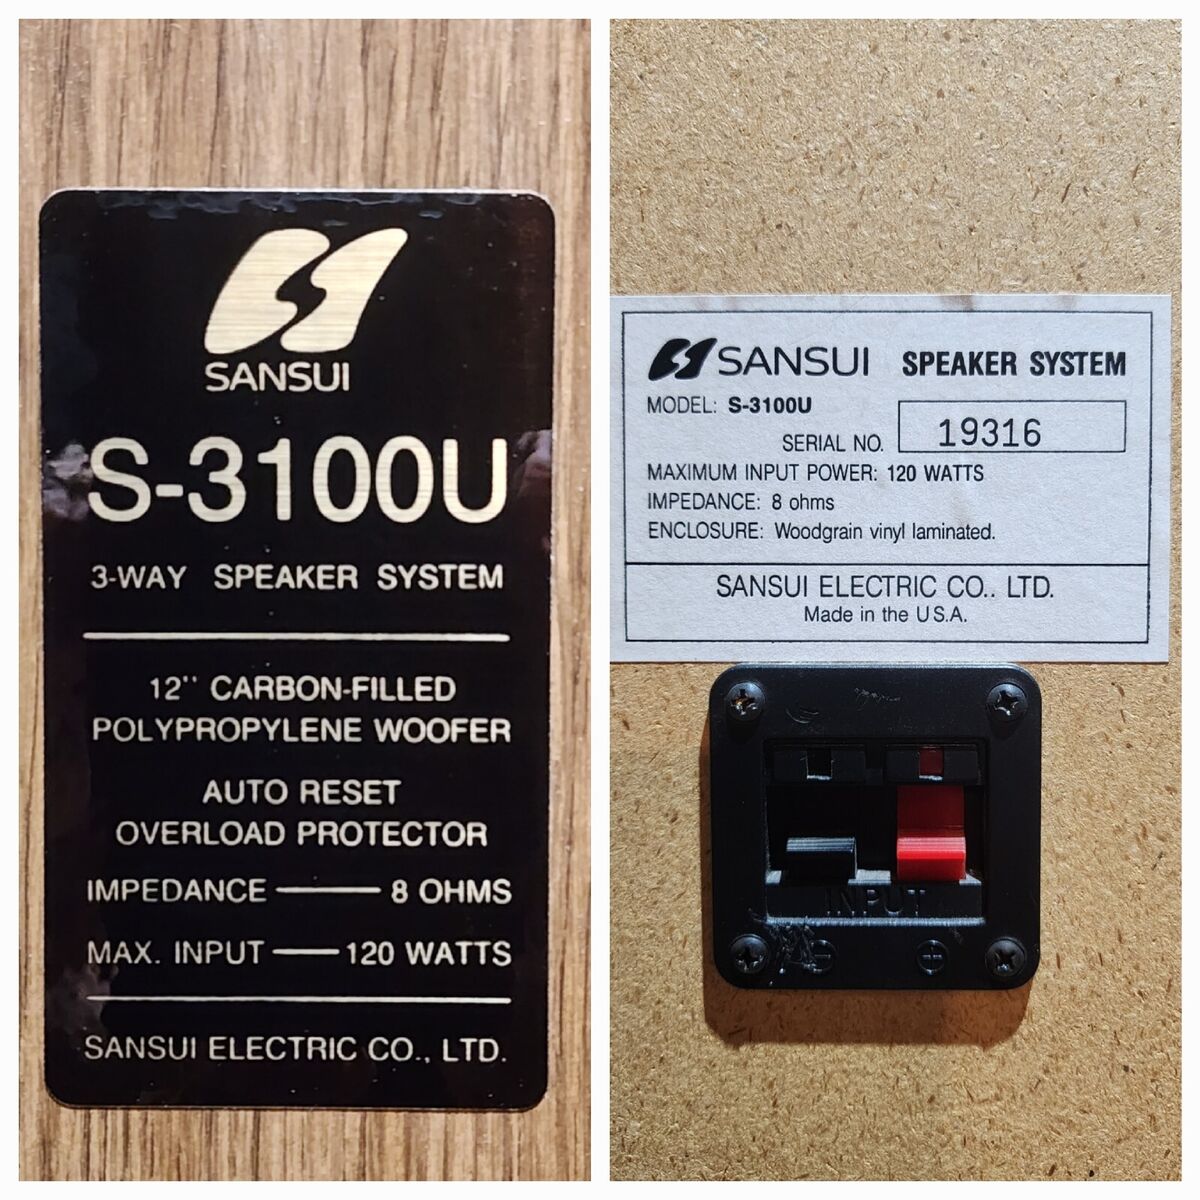 SANSUI
S-3100U
3-WAY SPEAKER SYSTEM
12'' CARBON-FILLED
POLYPROPYLENE WOOFER
AUTO RESET
OVERLOAD PROTECTOR
IMPEDANCE — 8 OHMS
MAX. INPUT — 120 WATTS
SANSUI ELECTRIC CO., LTD.
SANSUI SPEAKER SYSTEM
MODEL: S-3100U
SERIAL NO. 19316
MAXIMUM INPUT POWER: 120 WATTS
IMPEDANCE: 8 ohms
ENCLOSURE: Woodgrain vinyl laminated.
SANSUI ELECTRIC CO.. LTD.
Made in the U.S.A.
INPUT
⊖ ⊕